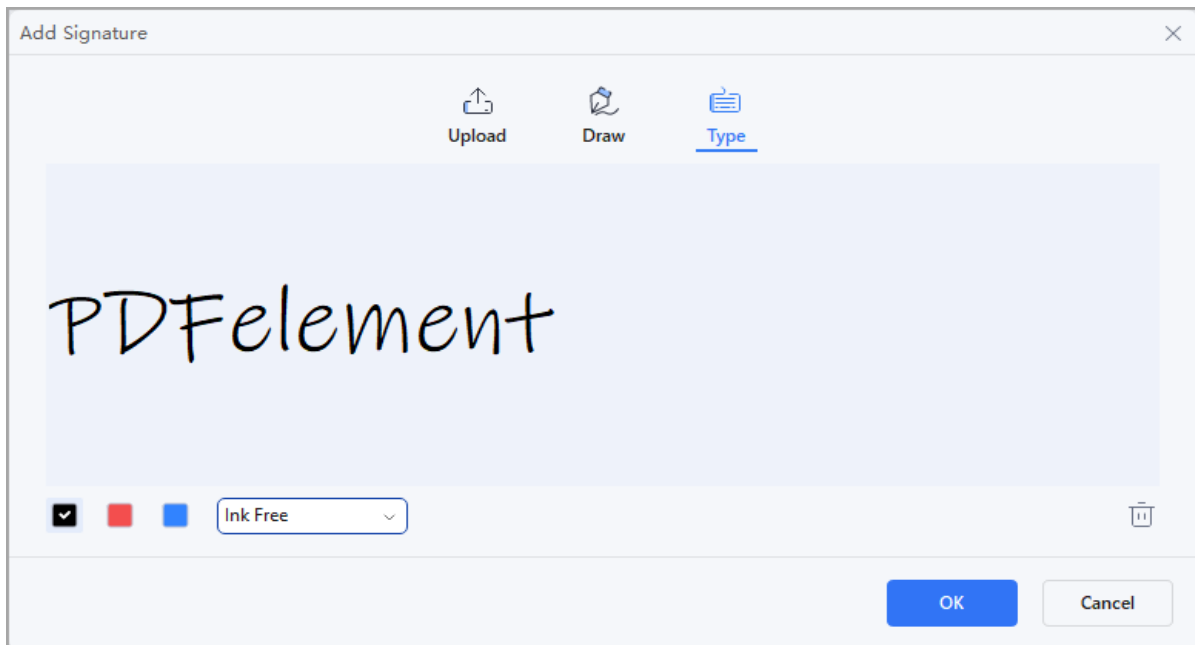 Add Signature
Upload Draw Type
PDFelement
Ink Free
OK Cancel